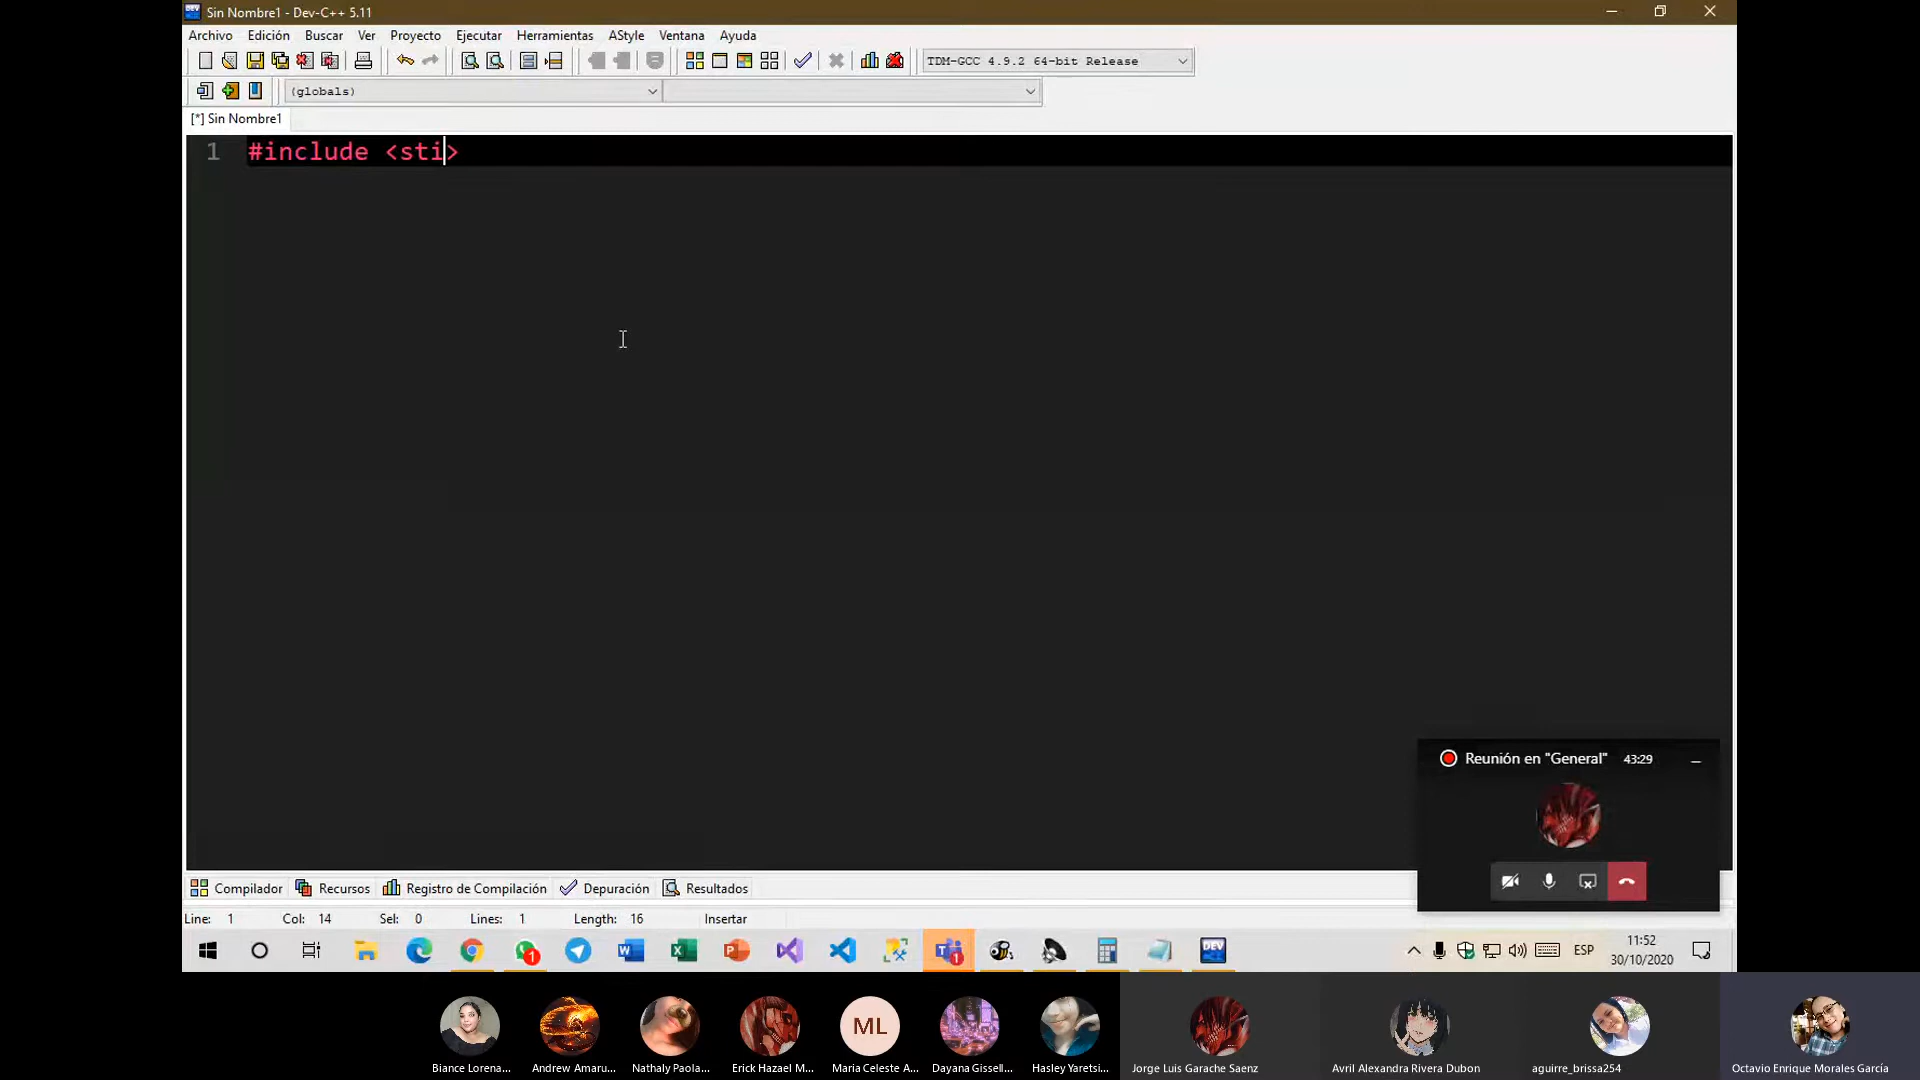 Sin Nombre1 - Dev-C++ 5.11
Archivo Edición Buscar Ver Proyecto Ejecutar Herramientas AStyle Ventana Ayuda
TDM-GCC 4.9.2 64-bit Release
(globals)
[*] Sin Nombre1
1 #include <sti>
Reunión en "General" 43:29
Compilador Recursos Registro de Compilación Depuración Resultados
Line: 1 Col: 14 Sel: 0 Lines: 1 Length: 16 Insertar
DEV
1
1
ESP
11:52
30/10/2020
ML
Biance Lorena... Andrew Amaru... Nathaly Paola... Erick Hazael M... Maria Celeste A... Dayana Gissell... Hasley Yaretsi... Jorge Luis Garache Saenz Avril Alexandra Rivera Dubon aguirre_brissa254 Octavio Enrique Morales García